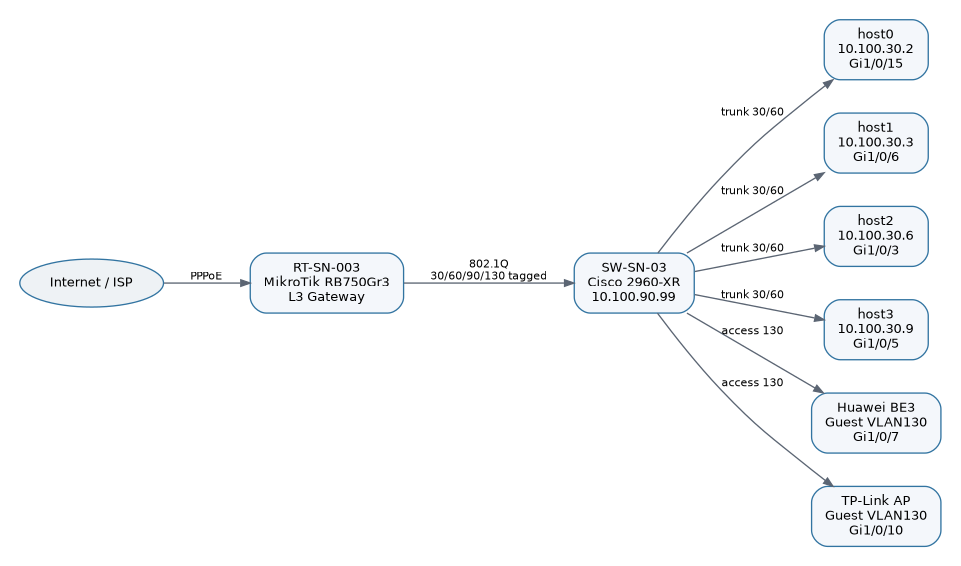 Internet / ISP
PPPoE
RT-SN-003
MikroTik RB750Gr3
L3 Gateway
802.1Q
30/60/90/130 tagged
SW-SN-03
Cisco 2960-XR
10.100.90.99
trunk 30/60
host0
10.100.30.2
Gi1/0/15
trunk 30/60
host1
10.100.30.3
Gi1/0/6
trunk 30/60
host2
10.100.30.6
Gi1/0/3
trunk 30/60
host3
10.100.30.9
Gi1/0/5
access 130
Huawei BE3
Guest VLAN130
Gi1/0/7
access 130
TP-Link AP
Guest VLAN130
Gi1/0/10